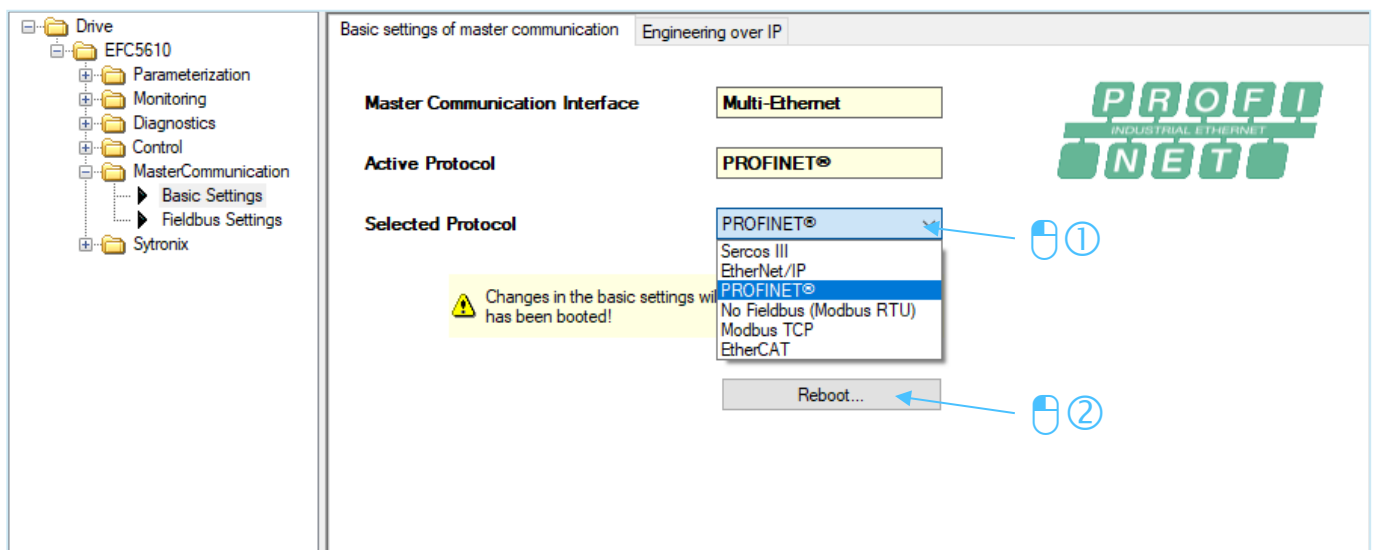 Drive
EFC5610
Parameterization
Monitoring
Diagnostics
Control
MasterCommunication
Basic Settings
Fieldbus Settings
Sytronix
Basic settings of master communication
Engineering over IP
Master Communication Interface
Multi-Ethernet
Active Protocol
PROFINET®
Selected Protocol
PROFINET®
Sercos III
EtherNet/IP
PROFINET®
No Fieldbus (Modbus RTU)
Modbus TCP
EtherCAT
Changes in the basic settings wil
has been booted!
Reboot...
PROFI
INDUSTRIAL ETHERNET
NET
①
②